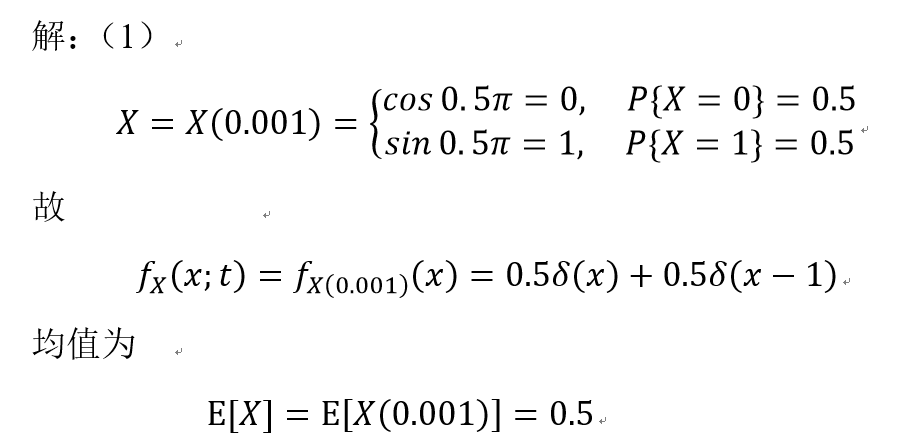 解：（1）
X = X(0.001) = {cos 0.5π = 0, P{X = 0} = 0.5
sin 0.5π = 1, P{X = 1} = 0.5
故
f_X(x; t) = f_{X(0.001)}(x) = 0.5δ(x) + 0.5δ(x − 1)
均值为
E[X] = E[X(0.001)] = 0.5